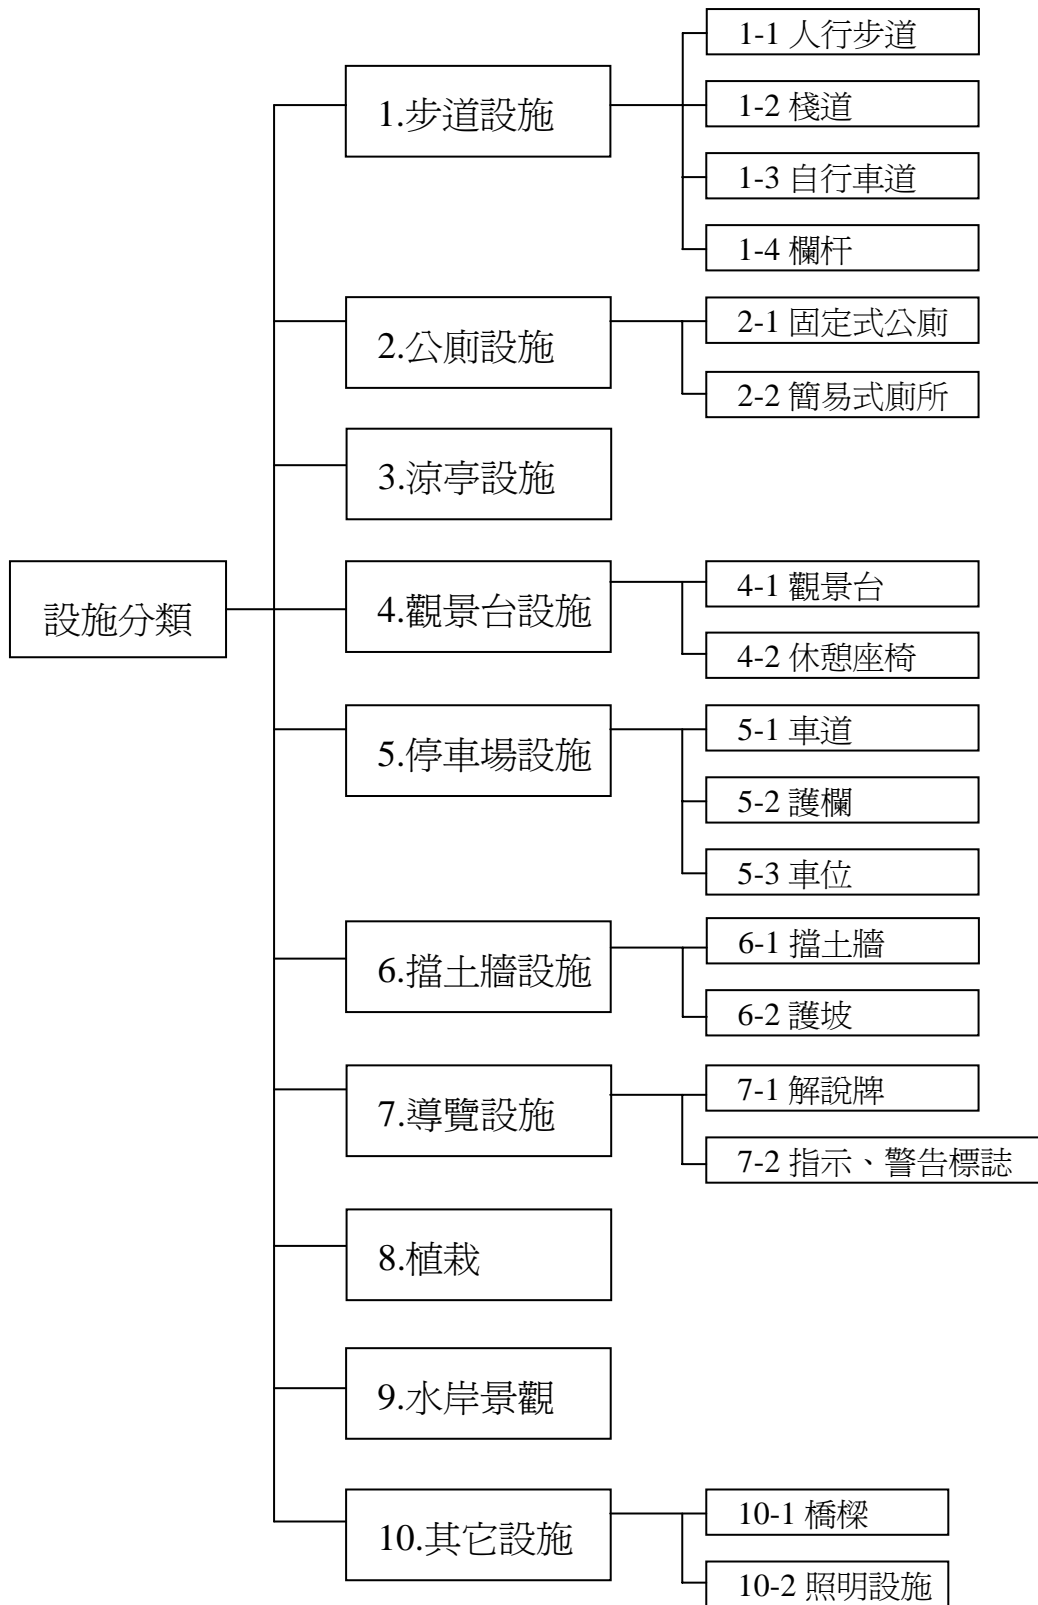 設施分類
1.步道設施
1-1 人行步道
1-2 棧道
1-3 自行車道
1-4 欄杆
2.公廁設施
2-1 固定式公廁
2-2 簡易式廁所
3.涼亭設施
4.觀景台設施
4-1 觀景台
4-2 休憩座椅
5.停車場設施
5-1 車道
5-2 護欄
5-3 車位
6.擋土牆設施
6-1 擋土牆
6-2 護坡
7.導覽設施
7-1 解說牌
7-2 指示、警告標誌
8.植栽
9.水岸景觀
10.其它設施
10-1 橋樑
10-2 照明設施